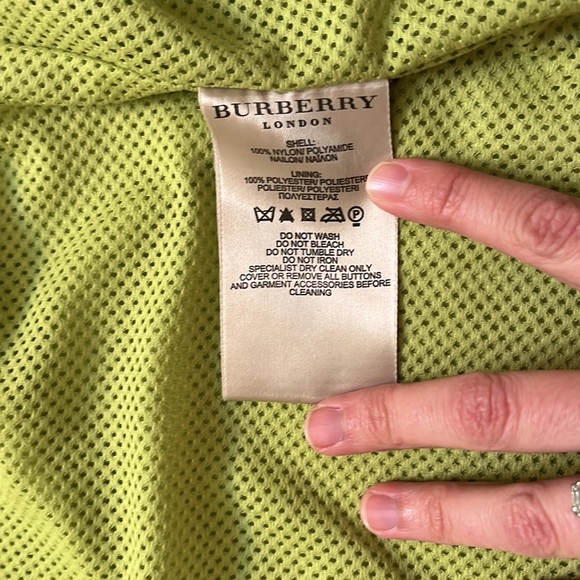 BURBERRY
LONDON
SHELL:
100% NYLON/ POLYAMIDE
NAILON/ ΝΑΪΛΟΝ
LINING:
100% POLYESTER/ POLIESTERE
POLIESTER/ POLYESTERI
ΠΟΛΥΕΣΤΕΡΑΣ
P
DO NOT WASH
DO NOT BLEACH
DO NOT TUMBLE DRY
DO NOT IRON
SPECIALIST DRY CLEAN ONLY
COVER OR REMOVE ALL BUTTONS
AND GARMENT ACCESSORIES BEFORE
CLEANING